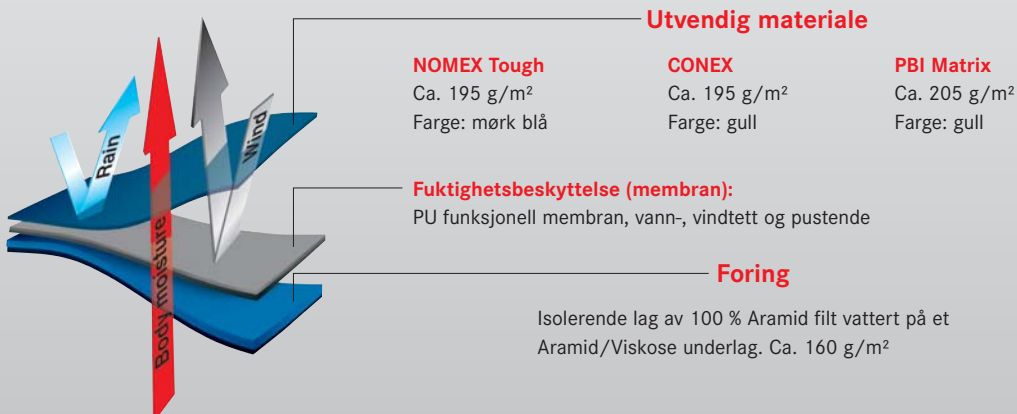 Utvendig materiale
NOMEX Tough
Ca. 195 g/m²
Farge: mørk blå
CONEX
Ca. 195 g/m²
Farge: gull
PBI Matrix
Ca. 205 g/m²
Farge: gull
Rain
Wind
Body moisture
Fuktighetsbeskyttelse (membran):
PU funksjonell membran, vann-, vindtett og pustende
Foring
Isolerende lag av 100 % Aramid filt vattert på et
Aramid/Viskose underlag. Ca. 160 g/m²